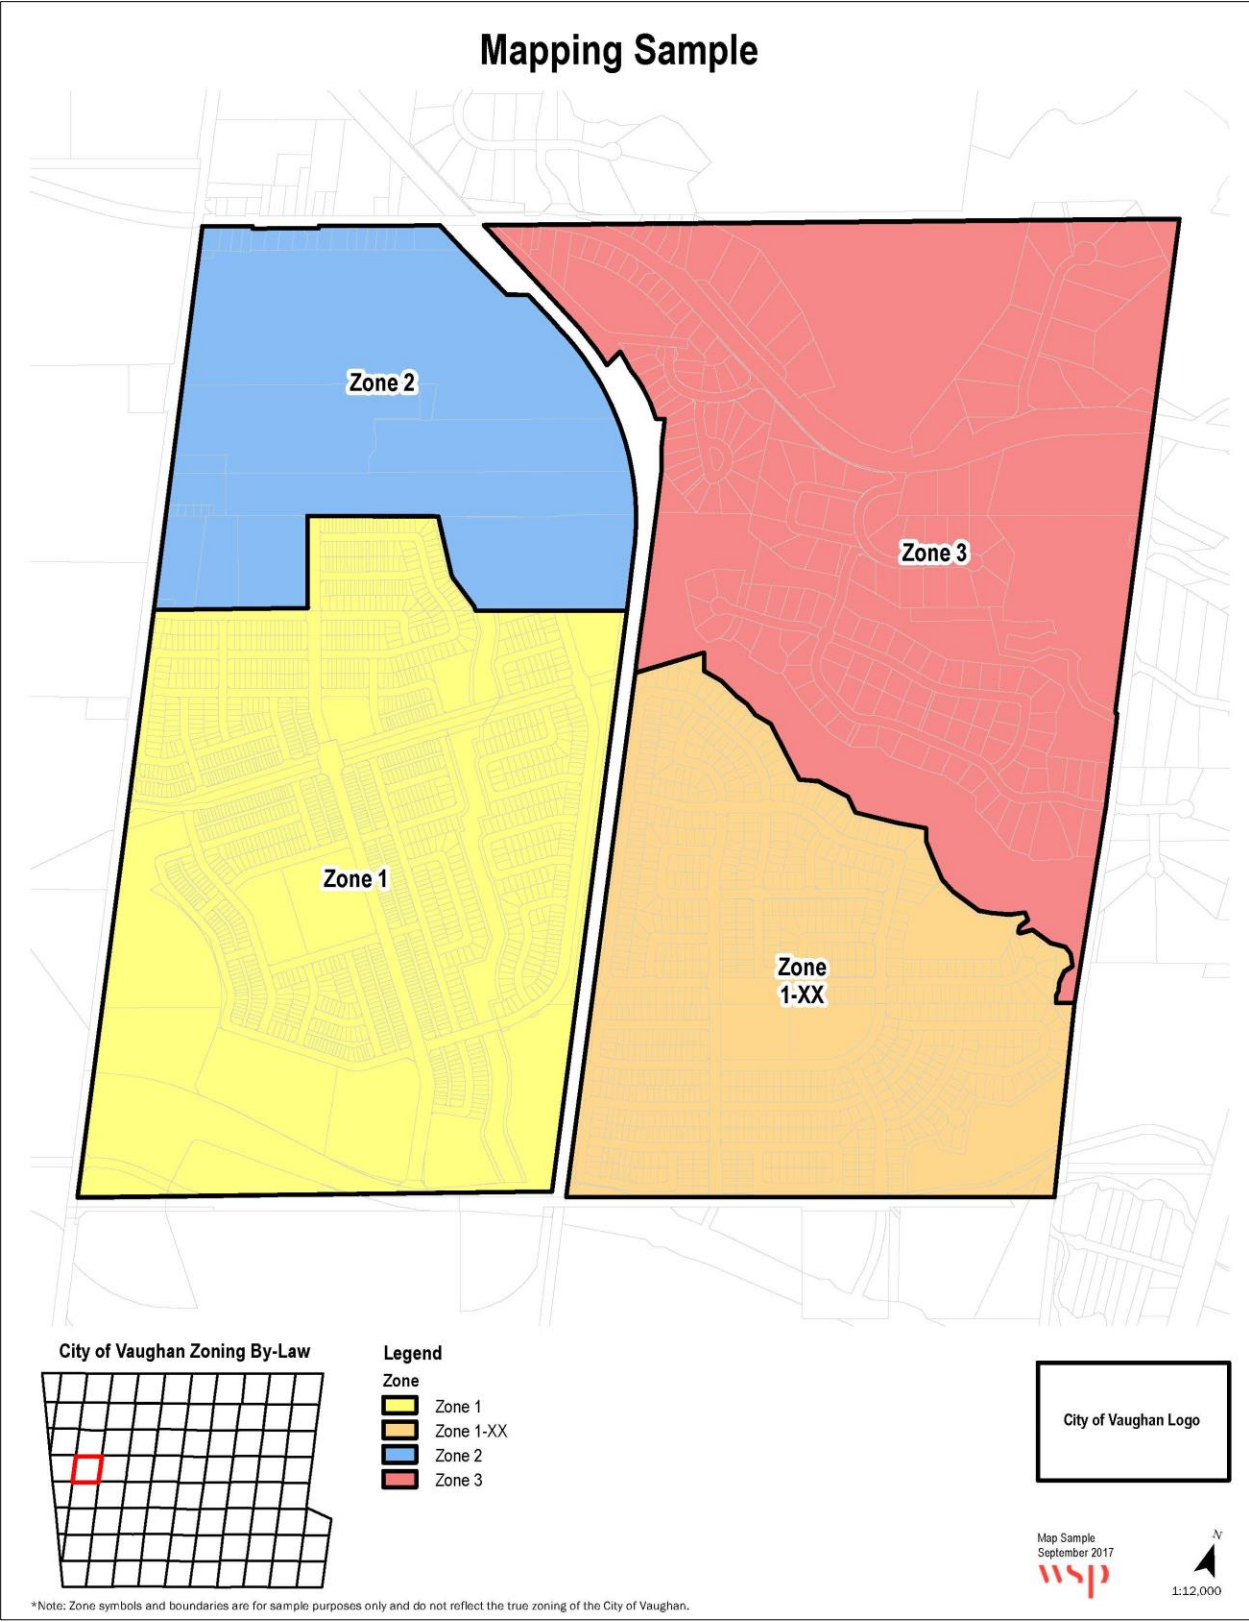 Mapping Sample
Zone 2
Zone 3
Zone 1
Zone
1-XX
City of Vaughan Zoning By-Law
Legend
Zone
Zone 1
Zone 1-XX
Zone 2
Zone 3
City of Vaughan Logo
Map Sample
September 2017
wsp
N
1:12,000
*Note: Zone symbols and boundaries are for sample purposes only and do not reflect the true zoning of the City of Vaughan.